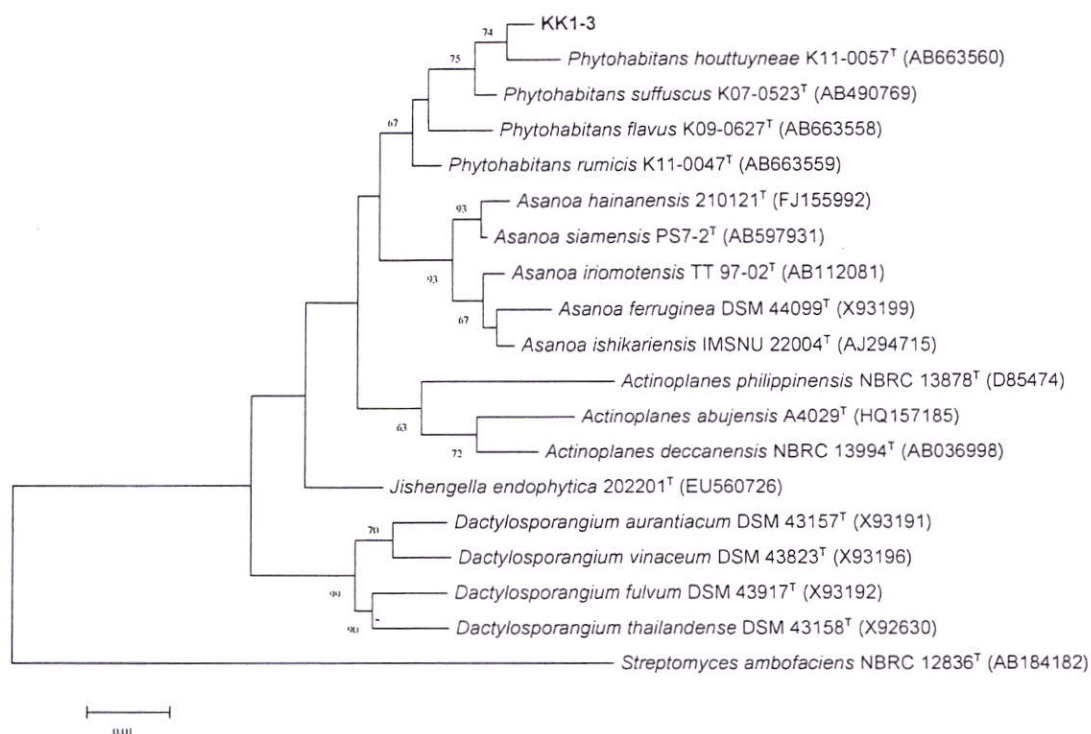 KK1-3
74
Phytohabitans houttuyneae K11-0057ᵀ (AB663560)
75
Phytohabitans suffuscus K07-0523ᵀ (AB490769)
Phytohabitans flavus K09-0627ᵀ (AB663558)
67
Phytohabitans rumicis K11-0047ᵀ (AB663559)
Asanoa hainanensis 210121ᵀ (FJ155992)
93
Asanoa siamensis PS7-2ᵀ (AB597931)
Asanoa iriomotensis TT 97-02ᵀ (AB112081)
93
Asanoa ferruginea DSM 44099ᵀ (X93199)
67
Asanoa ishikariensis IMSNU 22004ᵀ (AJ294715)
Actinoplanes philippinensis NBRC 13878ᵀ (D85474)
Actinoplanes abujensis A4029ᵀ (HQ157185)
63
Actinoplanes deccanensis NBRC 13994ᵀ (AB036998)
72
Jishengella endophytica 202201ᵀ (EU560726)
Dactylosporangium aurantiacum DSM 43157ᵀ (X93191)
70
Dactylosporangium vinaceum DSM 43823ᵀ (X93196)
Dactylosporangium fulvum DSM 43917ᵀ (X93192)
99
Dactylosporangium thailandense DSM 43158ᵀ (X92630)
90
Streptomyces ambofaciens NBRC 12836ᵀ (AB184182)
0.01